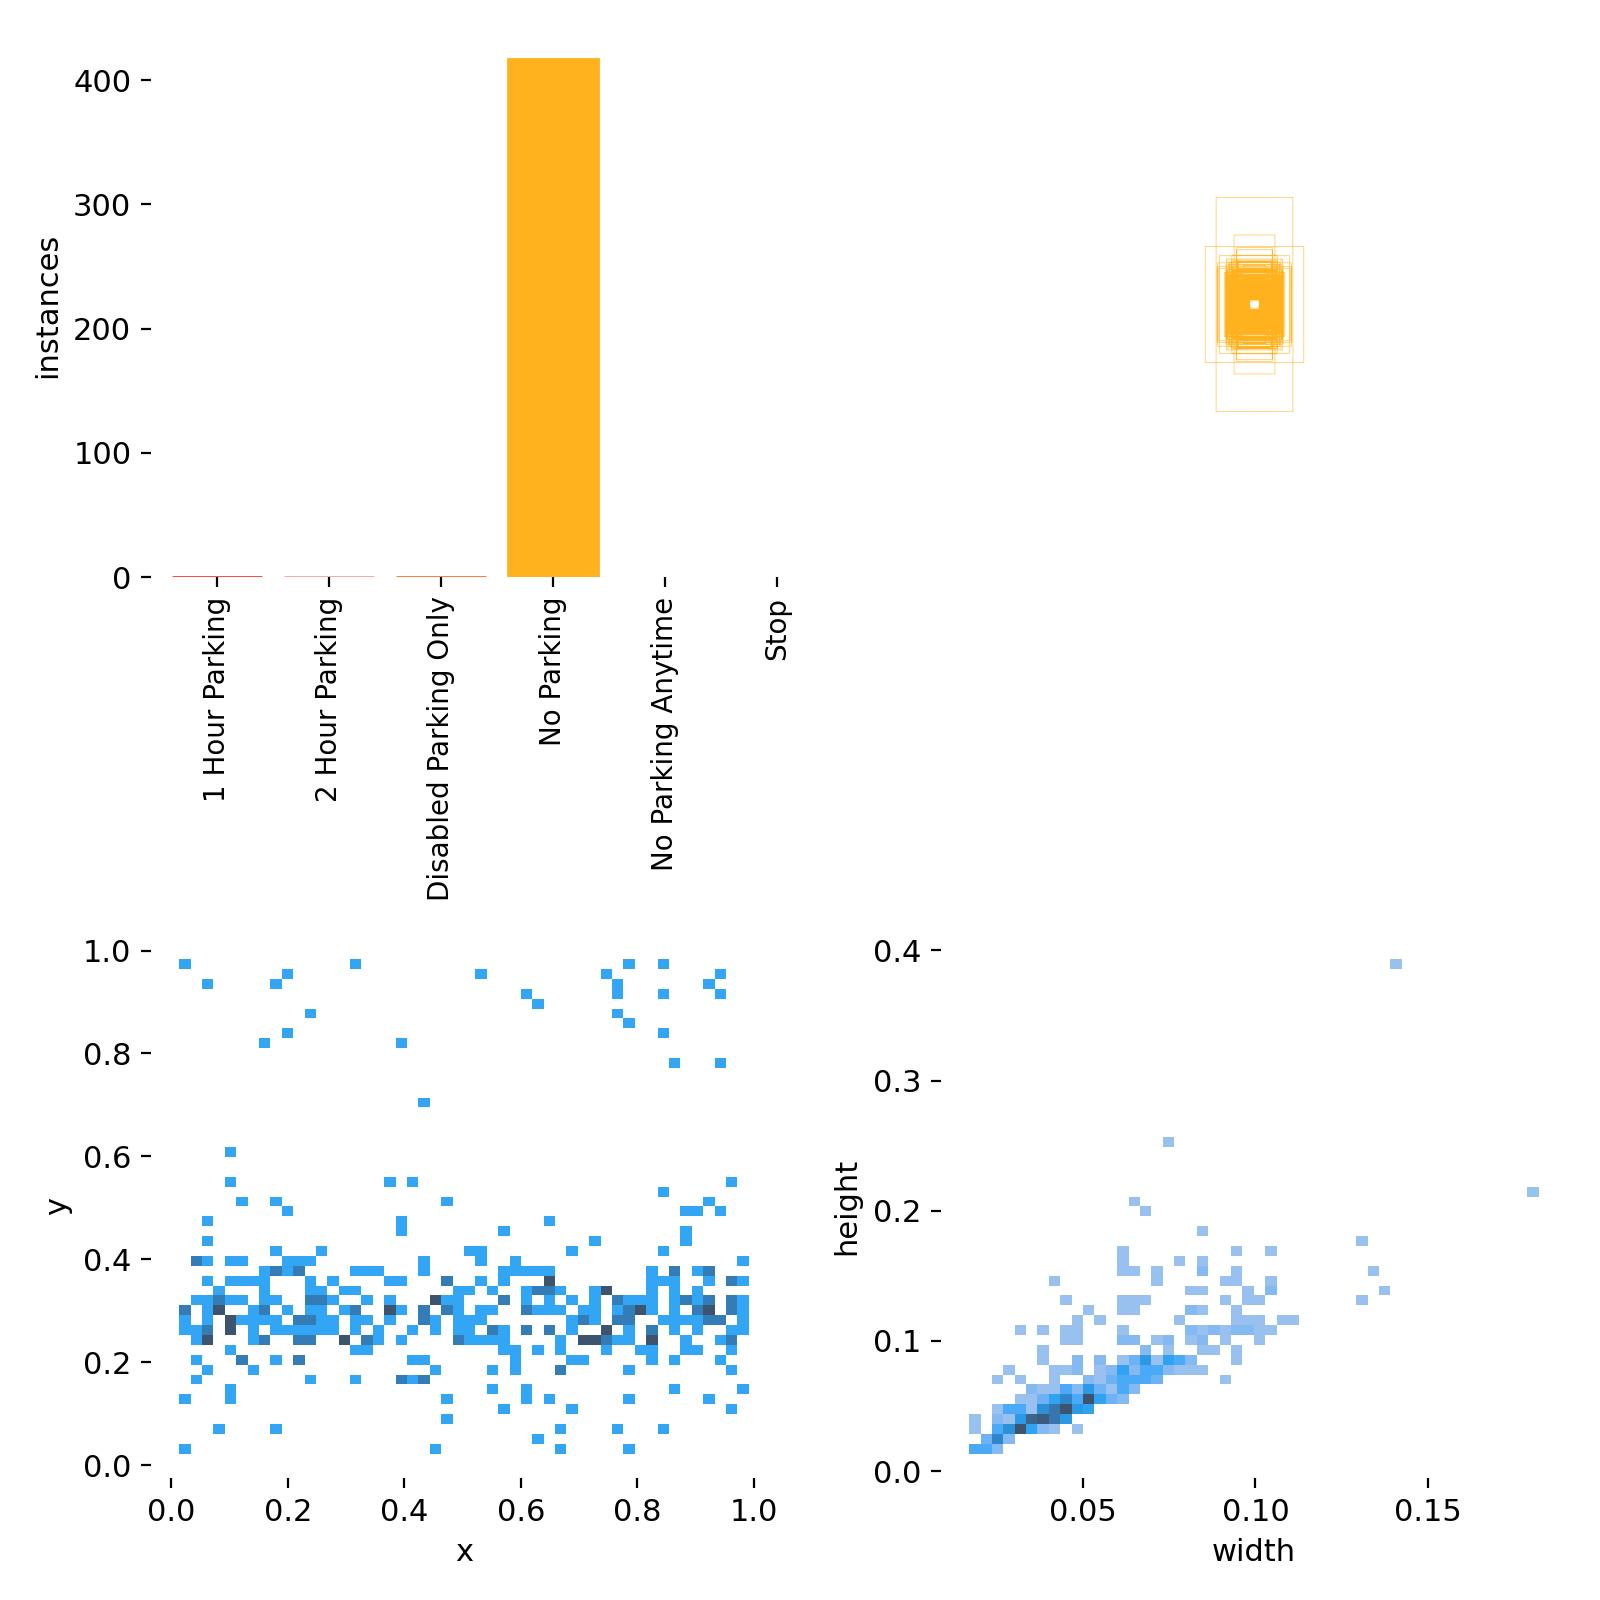 instances
400
300
200
100
0
1 Hour Parking
2 Hour Parking
Disabled Parking Only
No Parking
No Parking Anytime
Stop
y
1.0
0.8
0.6
0.4
0.2
0.0
0.0 0.2 0.4 0.6 0.8 1.0
x
height
0.4
0.3
0.2
0.1
0.0
0.05 0.10 0.15
width